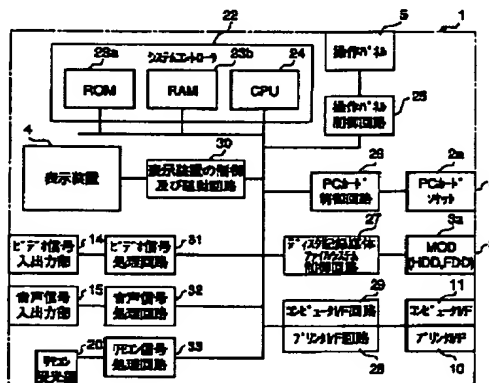 22
5
1
23a
システムコントローラ
23b
24
操作パネル
ROM
RAM
CPU
25
操作パネル
制御回路
4
30
26
2a
表示装置
表示装置の制御
及び駆動回路
PCカード
制御回路
PCカード
ソケット
27
3a
ビデオ信号
入出力部
14
ビデオ信号
処理回路
31
ファイルシステム
制御回路
MOD
(HDD,FDD)
音声信号
入出力部
15
音声信号
処理回路
32
29
11
コンピュータI/F回路
コンピュータI/F
プリンタI/F回路
プリンタI/F
20
リモコン
受光部
リモコン信号
処理回路
33
28
10